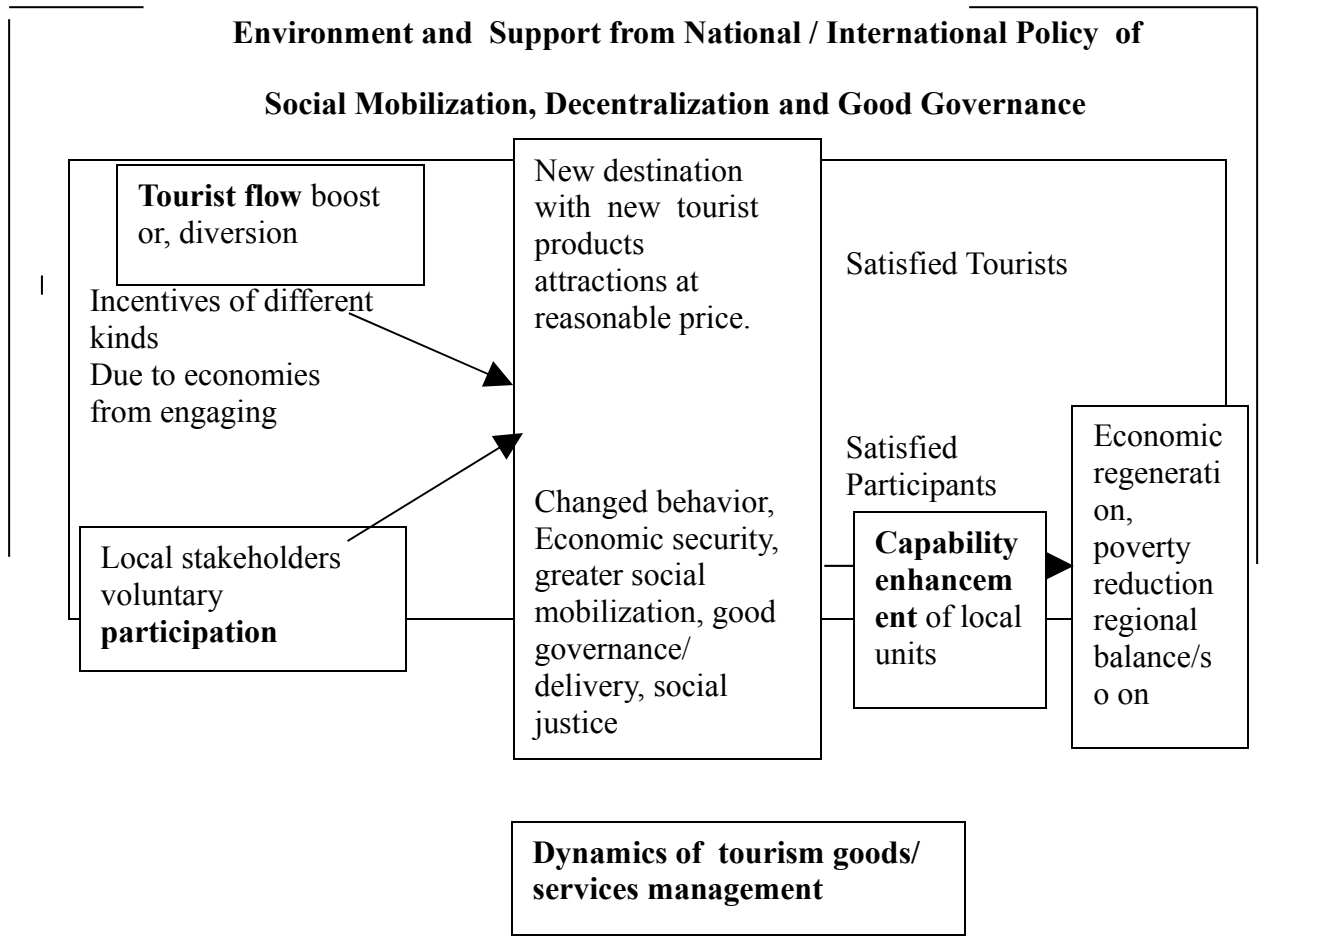 Environment and Support from National / International Policy of
Social Mobilization, Decentralization and Good Governance
Tourist flow boost
or, diversion
Incentives of different
kinds
Due to economies
from engaging
Local stakeholders
voluntary
participation
New destination
with new tourist
products
attractions at
reasonable price.
Changed behavior,
Economic security,
greater social
mobilization, good
governance/
delivery, social
justice
Satisfied Tourists
Satisfied
Participants
Capability
enhancem
ent of local
units
Economic
regenerati
on,
poverty
reduction
regional
balance/s
o on
Dynamics of tourism goods/
services management